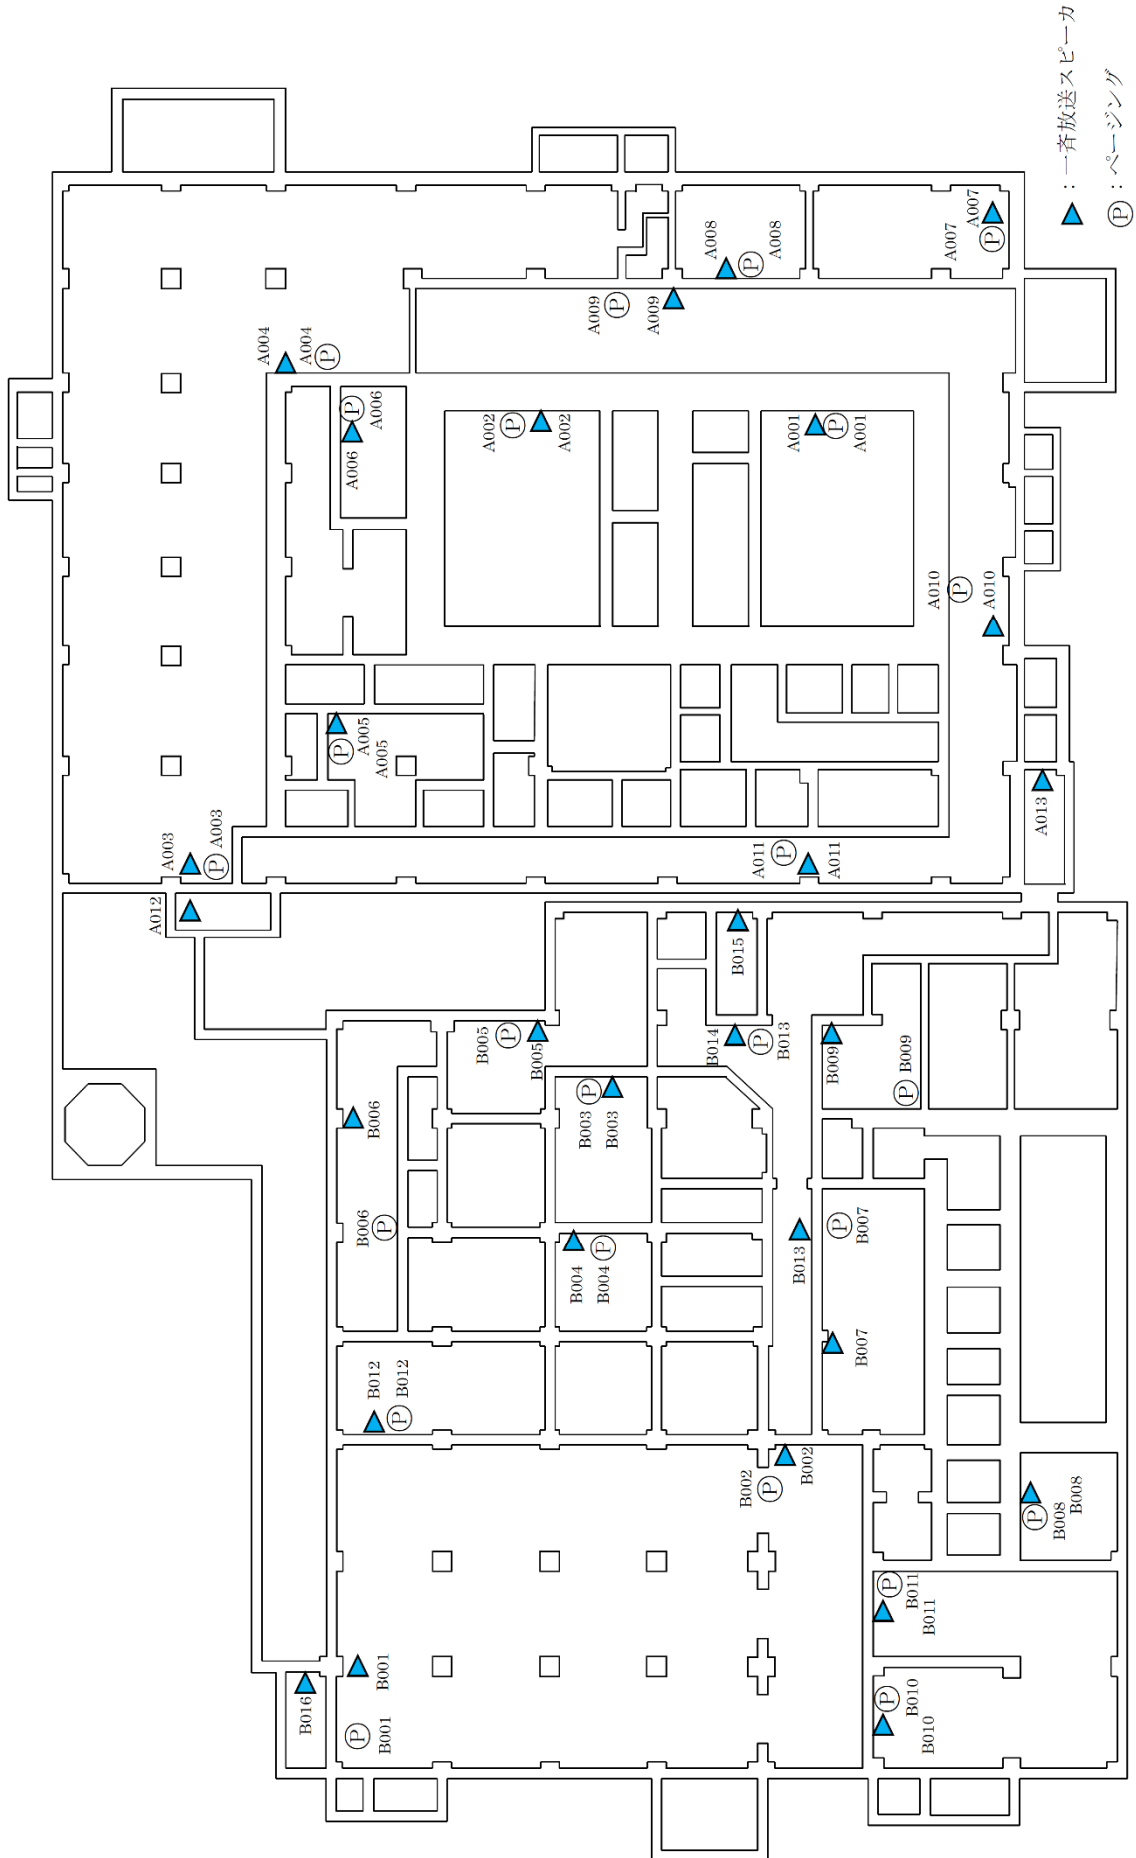 A012
A003
A003
P
A004
A004
P
B016
A006
P
A006
B006
P
B006
P
A005
A005
B012
B012
P
P
B001
B001
B005
P
B005
A002
P
A002
B004
B004
P
B003
P
B003
A009
P
A009
A008
P
A008
B014
P
B013
B015
B002
P
B002
A011
P
A011
A001
P
A001
B013
P
B007
B007
B009
P
B009
P
B010
B010
P
B011
B011
A010
P
A010
A007
P
A007
A013
P
B008
B008
:一斉放送スピーカ
P :ページング